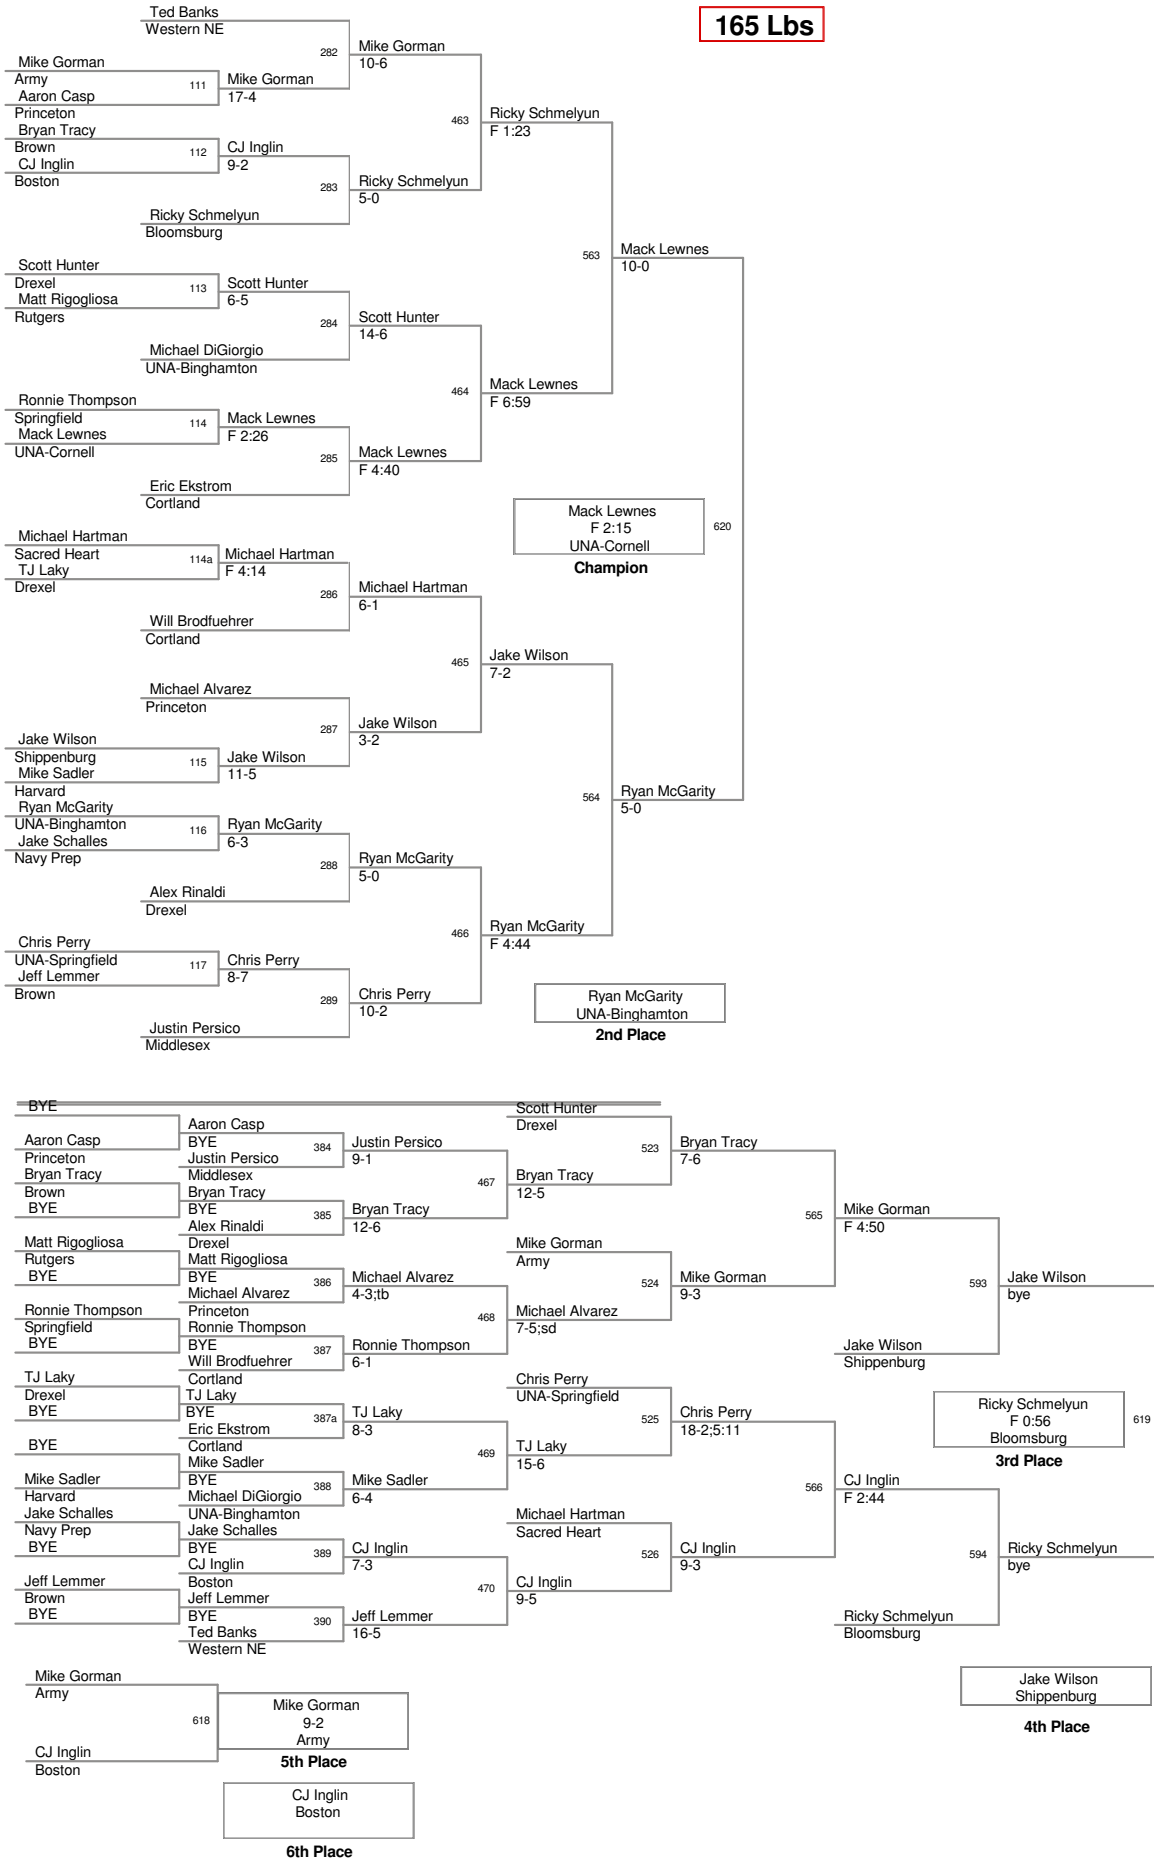 Ted Banks
Western NE
165 Lbs
282
Mike Gorman
10-6
Mike Gorman
Army
111
Mike Gorman
17-4
Aaron Casp
Princeton
463
Ricky Schmelyun
F 1:23
Bryan Tracy
Brown
112
CJ Inglin
9-2
CJ Inglin
Boston
283
Ricky Schmelyun
5-0
Ricky Schmelyun
Bloomsburg
563
Mack Lewnes
10-0
Scott Hunter
Drexel
113
Scott Hunter
6-5
Matt Rigogliosa
Rutgers
284
Scott Hunter
14-6
Michael DiGiorgio
UNA-Binghamton
464
Mack Lewnes
F 6:59
Ronnie Thompson
Springfield
114
Mack Lewnes
F 2:26
Mack Lewnes
UNA-Cornell
285
Mack Lewnes
F 4:40
Eric Ekstrom
Cortland
Mack Lewnes
F 2:15
UNA-Cornell
620
Champion
Michael Hartman
Sacred Heart
114a
Michael Hartman
F 4:14
TJ Laky
Drexel
286
Michael Hartman
6-1
Will Brodfuehrer
Cortland
465
Jake Wilson
7-2
Michael Alvarez
Princeton
287
Jake Wilson
3-2
Jake Wilson
Shippenburg
115
Jake Wilson
11-5
Mike Sadler
Harvard
564
Ryan McGarity
5-0
Ryan McGarity
UNA-Binghamton
116
Ryan McGarity
6-3
Jake Schalles
Navy Prep
288
Ryan McGarity
5-0
Alex Rinaldi
Drexel
466
Ryan McGarity
F 4:44
Chris Perry
UNA-Springfield
117
Chris Perry
8-7
Jeff Lemmer
Brown
289
Chris Perry
10-2
Justin Persico
Middlesex
Ryan McGarity
UNA-Binghamton
2nd Place
BYE
Aaron Casp
Princeton
Bryan Tracy
Brown
BYE
Matt Rigogliosa
Rutgers
BYE
Ronnie Thompson
Springfield
BYE
TJ Laky
Drexel
BYE
BYE
Mike Sadler
Harvard
Jake Schalles
Navy Prep
BYE
Jeff Lemmer
Brown
BYE
Aaron Casp
BYE
384
Justin Persico
Middlesex
Bryan Tracy
BYE
385
Alex Rinaldi
Drexel
Matt Rigogliosa
BYE
386
Michael Alvarez
Princeton
Ronnie Thompson
BYE
387
Will Brodfuehrer
Cortland
TJ Laky
BYE
387a
Eric Ekstrom
Cortland
Mike Sadler
BYE
388
Michael DiGiorgio
UNA-Binghamton
Jake Schalles
BYE
389
CJ Inglin
Boston
Jeff Lemmer
BYE
390
Ted Banks
Western NE
Justin Persico
9-1
467
Bryan Tracy
12-6
Michael Alvarez
4-3;tb
468
Ronnie Thompson
6-1
TJ Laky
8-3
469
Mike Sadler
6-4
CJ Inglin
7-3
470
Jeff Lemmer
16-5
Scott Hunter
Drexel
523
Bryan Tracy
12-5
Mike Gorman
Army
524
Michael Alvarez
7-5;sd
Chris Perry
UNA-Springfield
525
TJ Laky
15-6
Michael Hartman
Sacred Heart
526
CJ Inglin
9-5
Bryan Tracy
7-6
565
Mike Gorman
9-3
Chris Perry
18-2;5:11
566
CJ Inglin
9-3
Mike Gorman
F 4:50
593
Jake Wilson
Shippenburg
Jake Wilson
bye
Ricky Schmelyun
F 0:56
Bloomsburg
619
3rd Place
CJ Inglin
F 2:44
594
Ricky Schmelyun
Bloomsburg
Ricky Schmelyun
bye
Jake Wilson
Shippenburg
4th Place
Mike Gorman
Army
618
CJ Inglin
Boston
Mike Gorman
9-2
Army
5th Place
CJ Inglin
Boston
6th Place